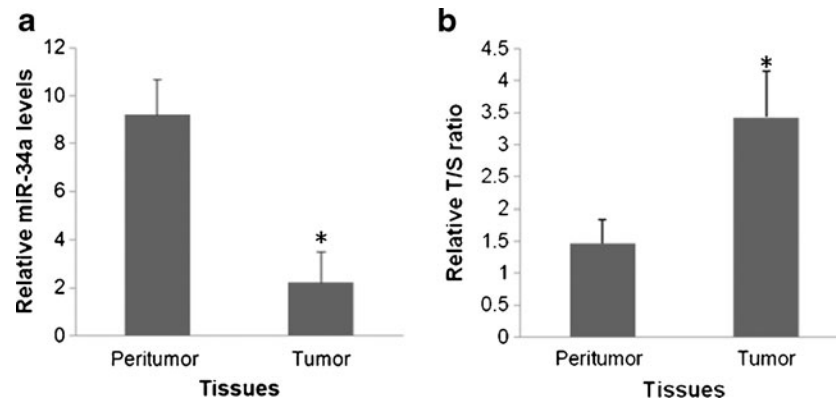 a
Relative mIR-34a levels
12
10
8
6
4
2
0
*
Peritumor Tumor
Tissues
b
Relative T/S ratio
4.5
4
3.5
3
2.5
2
1.5
1
0.5
0
*
Peritumor Tumor
Tissues